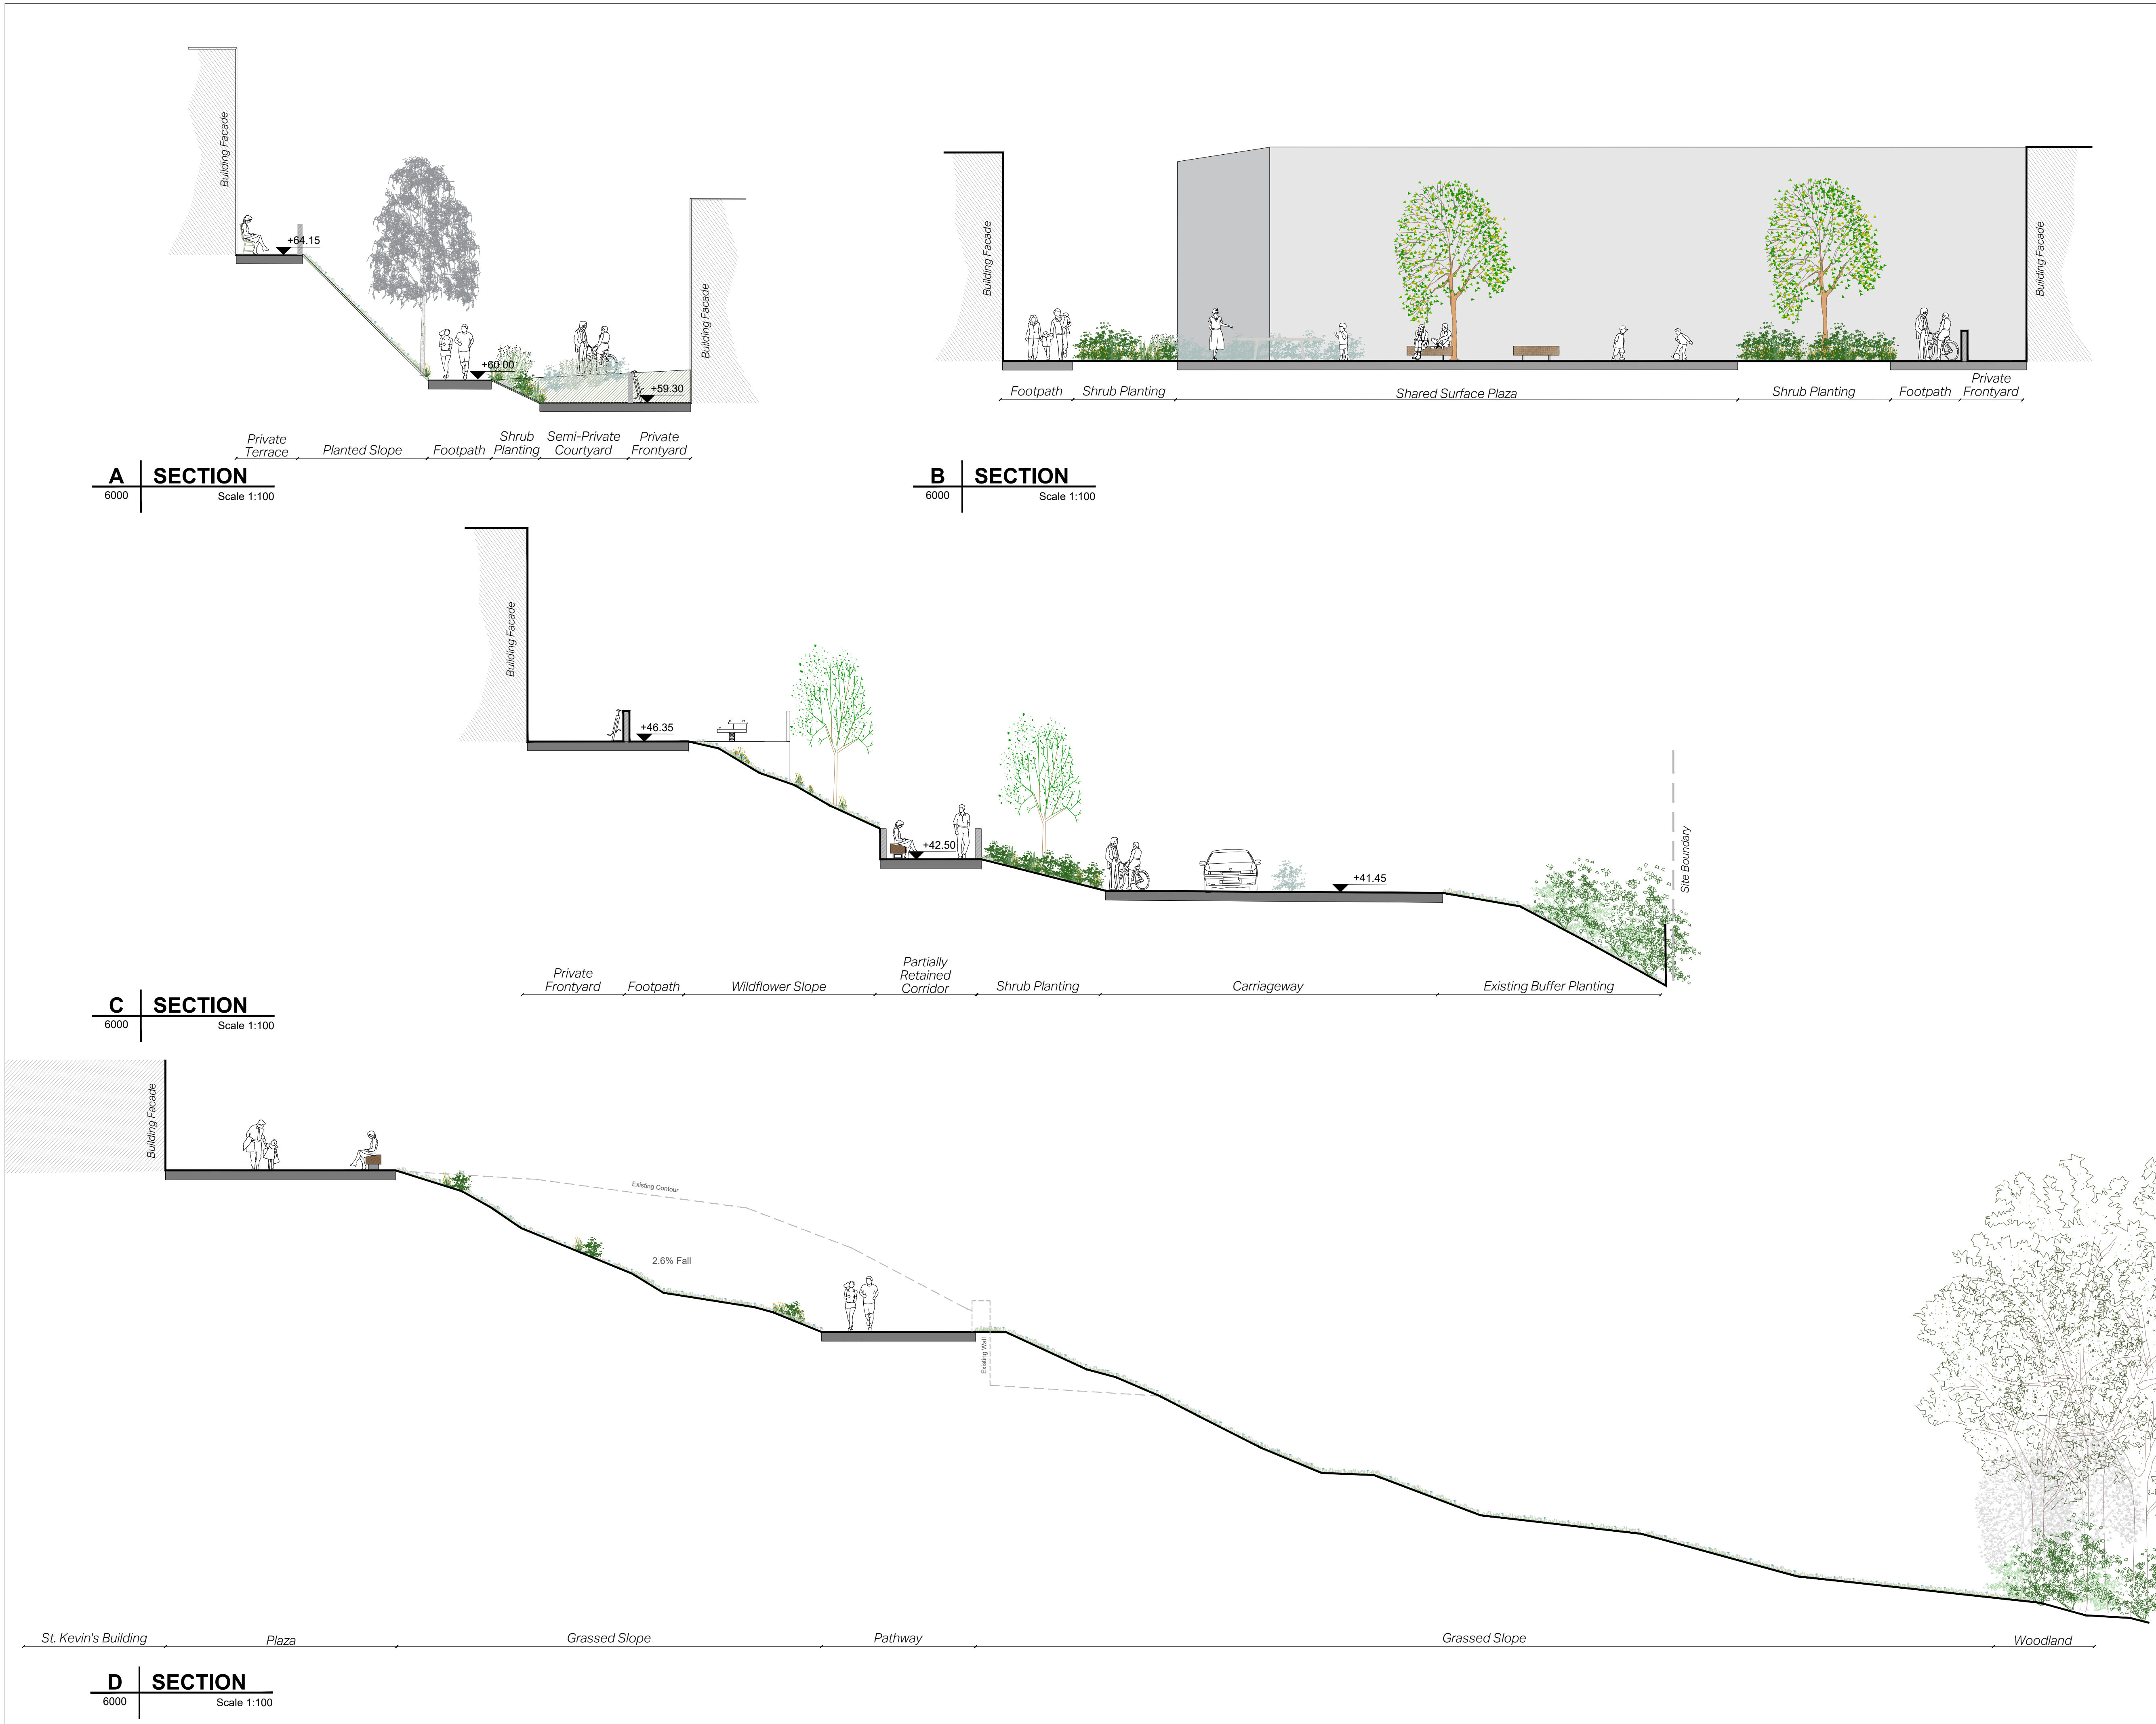 Building Facade
+64.15
+60.00
+59.30
Building Facade
Private
Terrace
Planted Slope
Footpath
Shrub
Planting
Semi-Private
Courtyard
Private
Frontyard
A SECTION
6000 Scale 1:100
Building Facade
Building Facade
Footpath
Shrub Planting
Shared Surface Plaza
Shrub Planting
Footpath
Private
Frontyard
B SECTION
6000 Scale 1:100
Building Facade
+46.35
+42.50
+41.45
Site Boundary
Private
Frontyard
Footpath
Wildflower Slope
Partially
Retained
Corridor
Shrub Planting
Carriageway
Existing Buffer Planting
C SECTION
6000 Scale 1:100
Building Facade
Existing Contour
2.6% Fall
Existing Wall
St. Kevin's Building
Plaza
Grassed Slope
Pathway
Grassed Slope
Woodland
D SECTION
6000 Scale 1:100